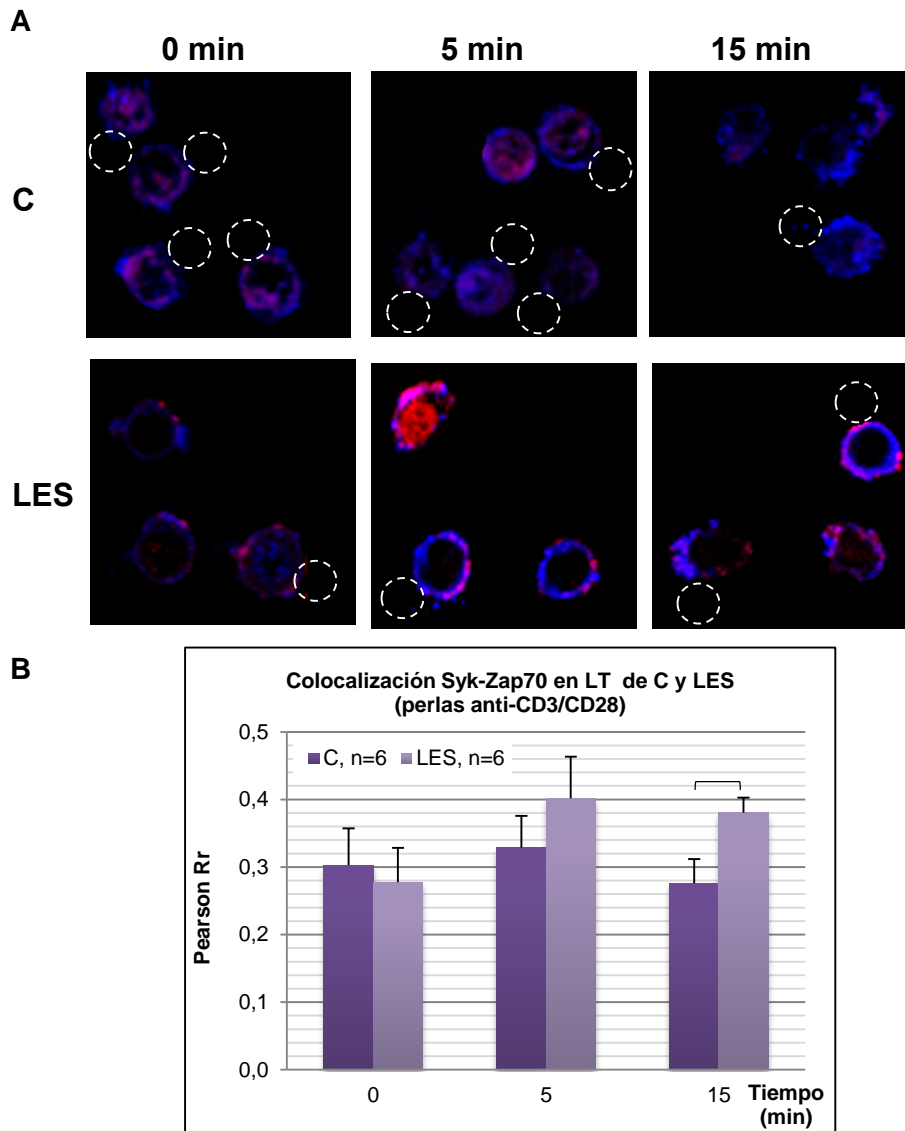 A
0 min 5 min 15 min
C
LES
B
Colocalización Syk-Zap70 en LT de C y LES
(perlas anti-CD3/CD28)
C, n=6 LES, n=6
Pearson Rr
0,5
0,4
0,3
0,2
0,1
0,0
0 5 15 Tiempo
(min)